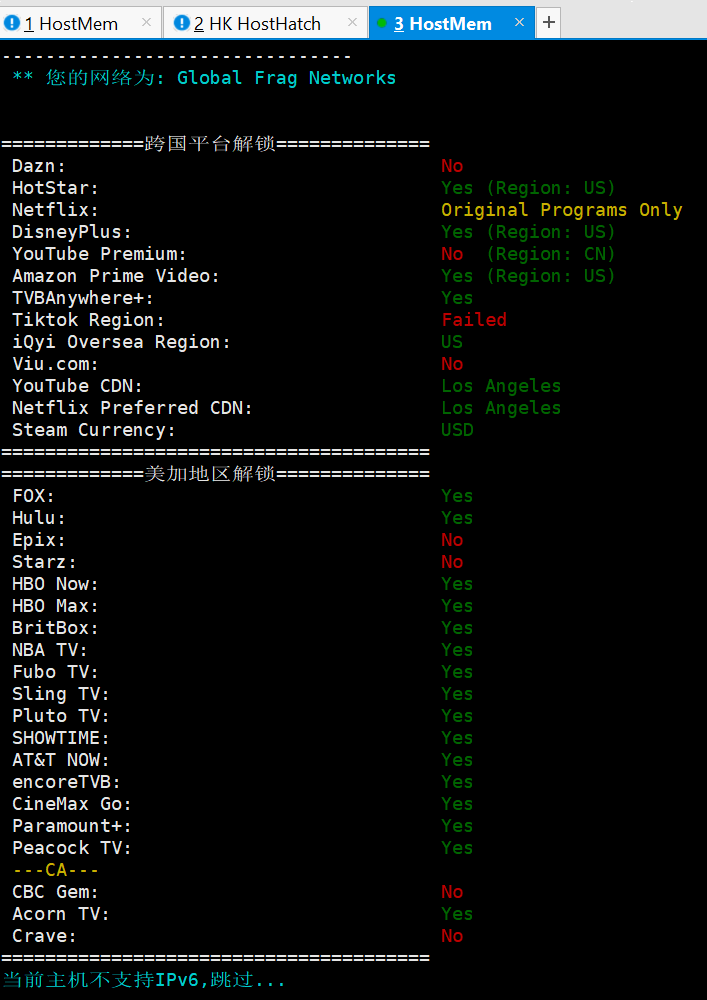 1 HostMem × 2 HK HostHatch × 3 HostMem × +
--------------------------------
** 您的网络为: Global Frag Networks
=============跨国平台解锁==============
Dazn: No
HotStar: Yes (Region: US)
Netflix: Original Programs Only
DisneyPlus: Yes (Region: US)
YouTube Premium: No (Region: CN)
Amazon Prime Video: Yes (Region: US)
TVBAnywhere+: Yes
Tiktok Region: Failed
iQyi Oversea Region: US
Viu.com: No
YouTube CDN: Los Angeles
Netflix Preferred CDN: Los Angeles
Steam Currency: USD
=======================================
=============美加地区解锁==============
FOX: Yes
Hulu: Yes
Epix: No
Starz: No
HBO Now: Yes
HBO Max: Yes
BritBox: Yes
NBA TV: Yes
Fubo TV: Yes
Sling TV: Yes
Pluto TV: Yes
SHOWTIME: Yes
AT&T NOW: Yes
encoreTVB: Yes
CineMax Go: Yes
Paramount+: Yes
Peacock TV: Yes
---CA---
CBC Gem: No
Acorn TV: Yes
Crave: No
=======================================
当前主机不支持IPv6,跳过...